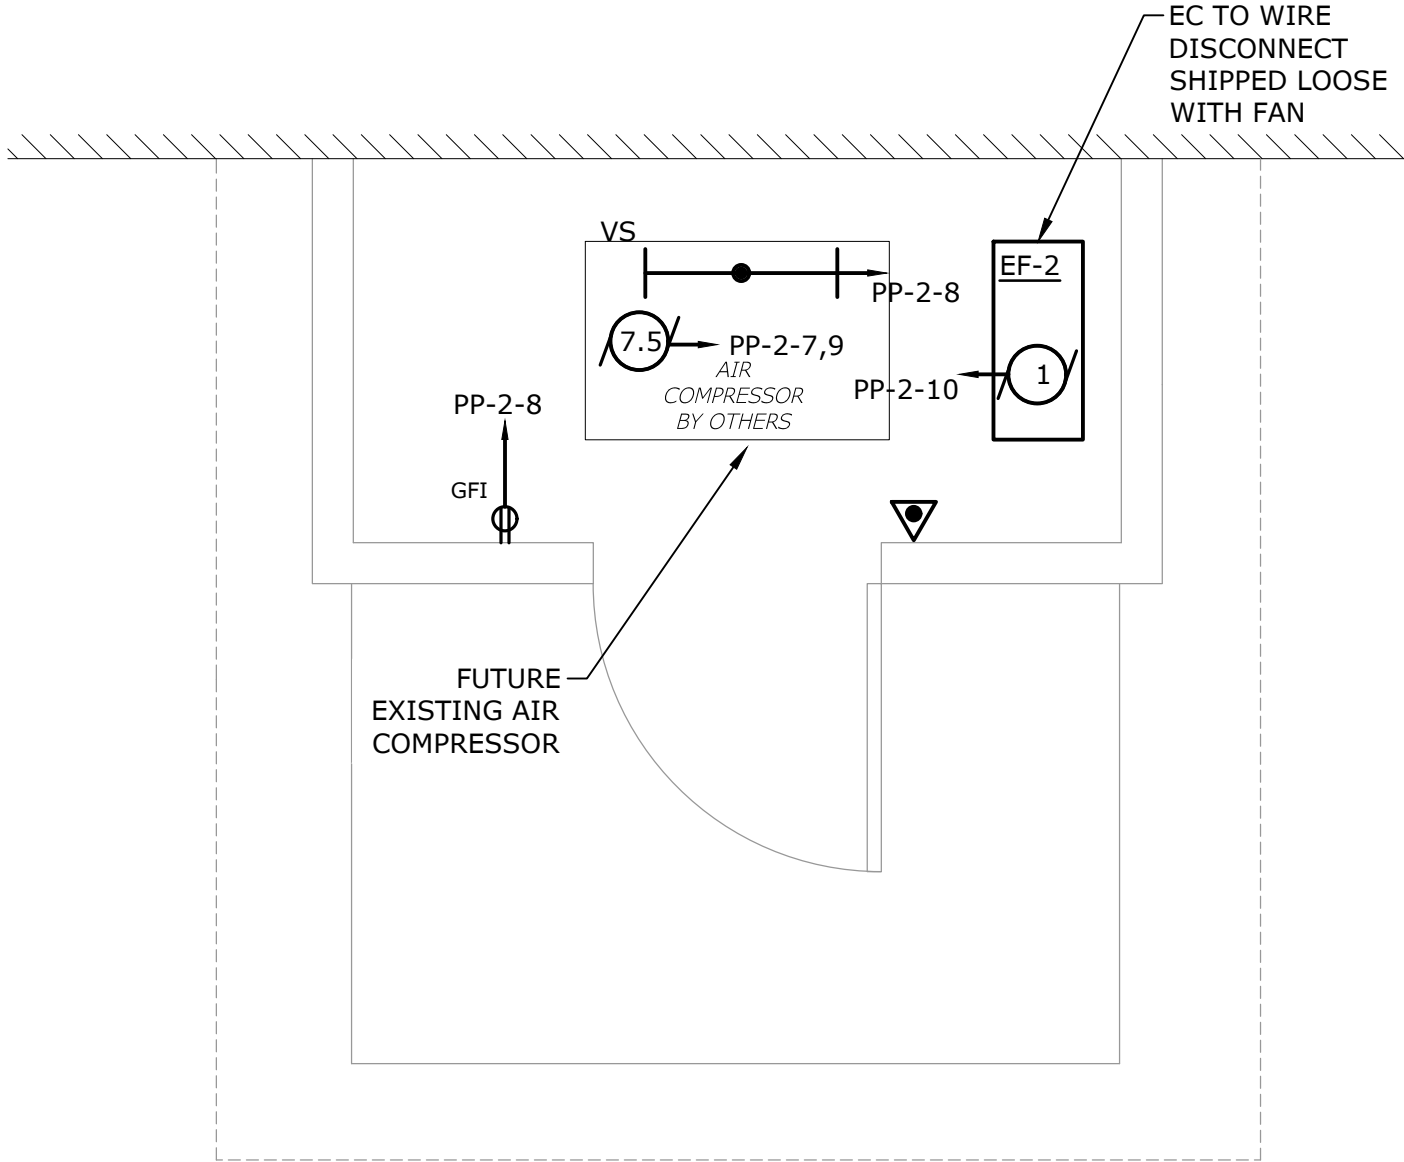 EC TO WIRE
DISCONNECT
SHIPPED LOOSE
WITH FAN
VS
PP-2-8
EF-2
7.5
PP-2-7,9
AIR
COMPRESSOR
BY OTHERS
1
PP-2-10
PP-2-8
GFI
FUTURE
EXISTING AIR
COMPRESSOR